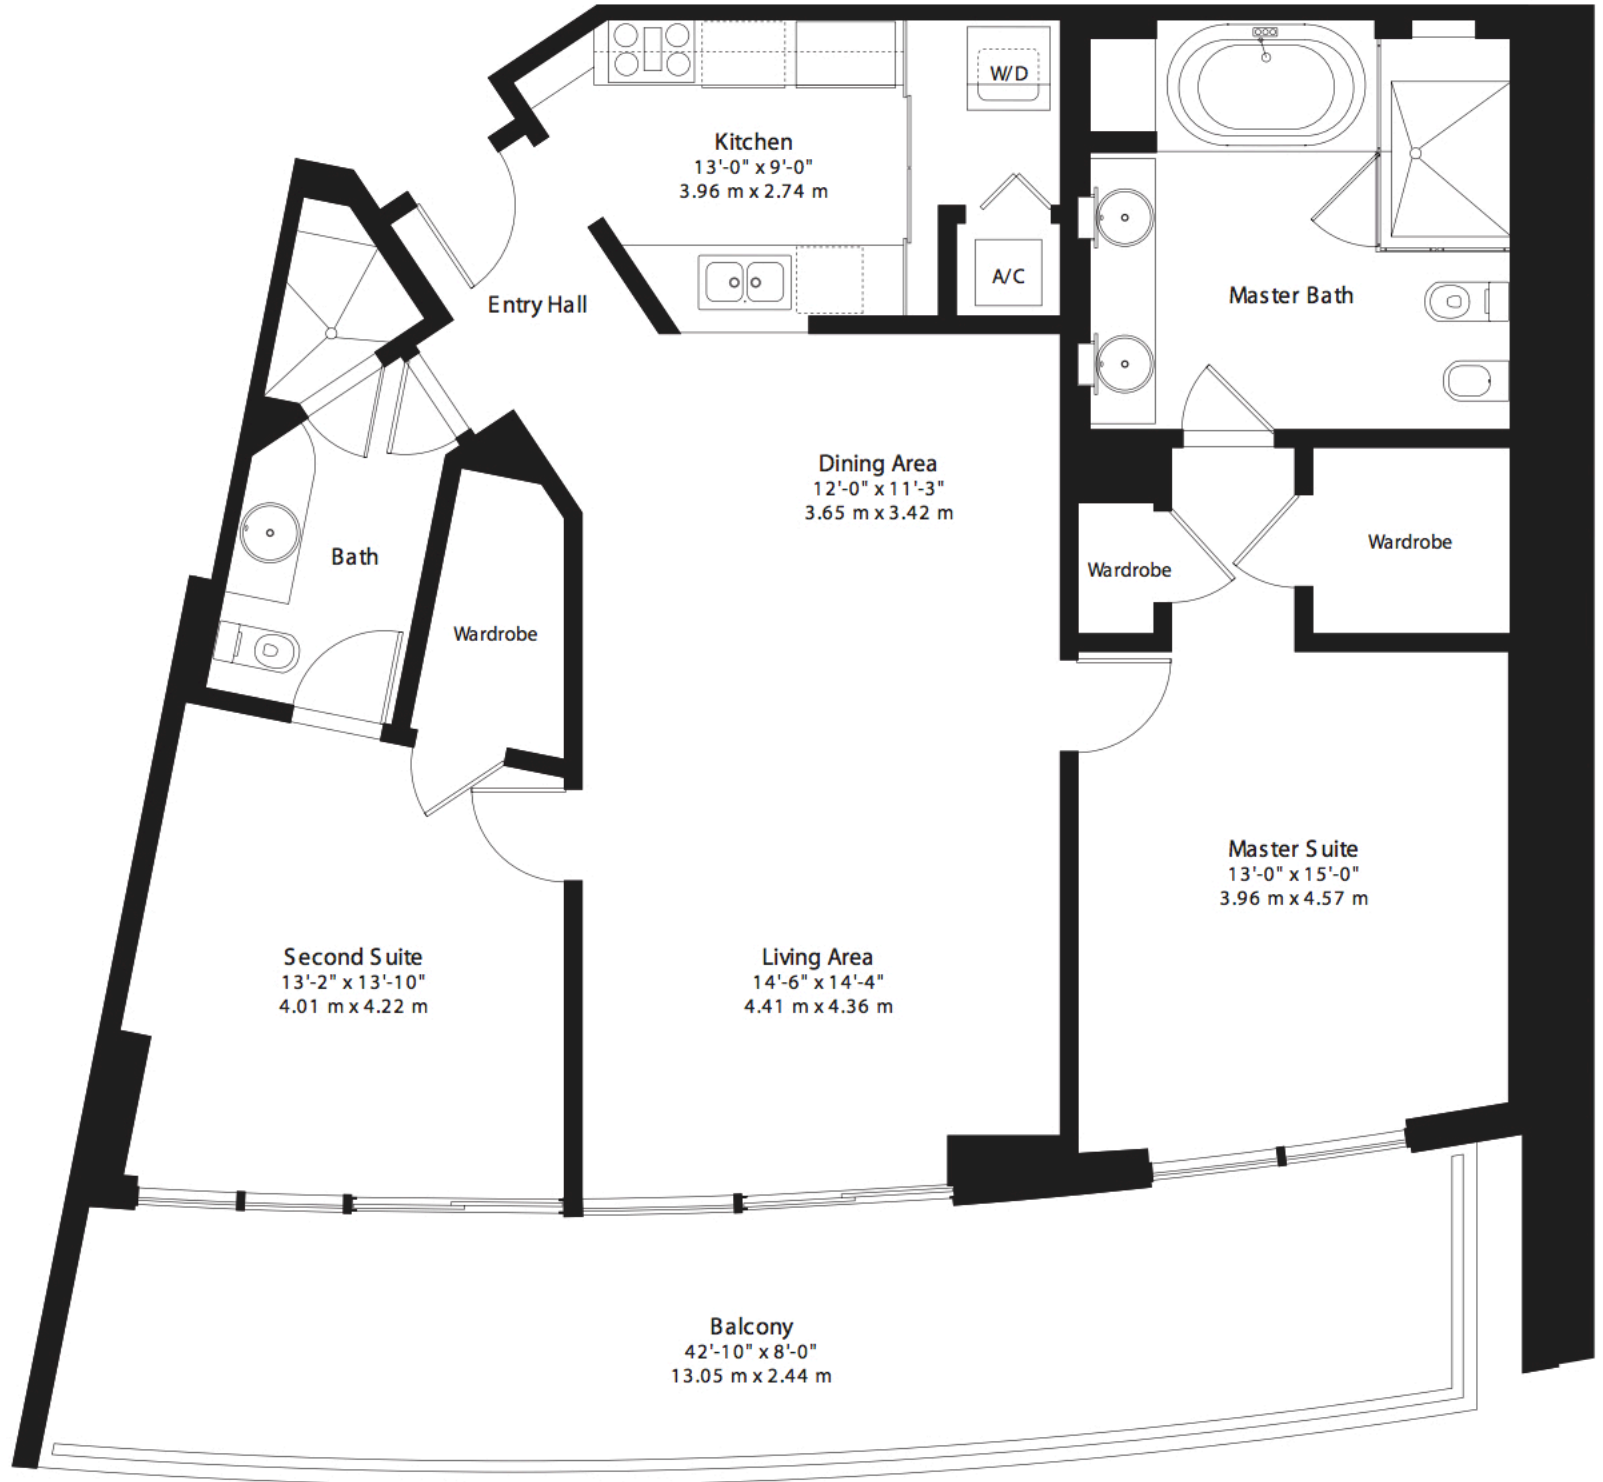 W/D
Kitchen
13'-0" x 9'-0"
3.96 m x 2.74 m
A/C
Master Bath
Entry Hall
Dining Area
12'-0" x 11'-3"
3.65 m x 3.42 m
Wardrobe
Wardrobe
Bath
Wardrobe
Master Suite
13'-0" x 15'-0"
3.96 m x 4.57 m
Second Suite
13'-2" x 13'-10"
4.01 m x 4.22 m
Living Area
14'-6" x 14'-4"
4.41 m x 4.36 m
Balcony
42'-10" x 8'-0"
13.05 m x 2.44 m